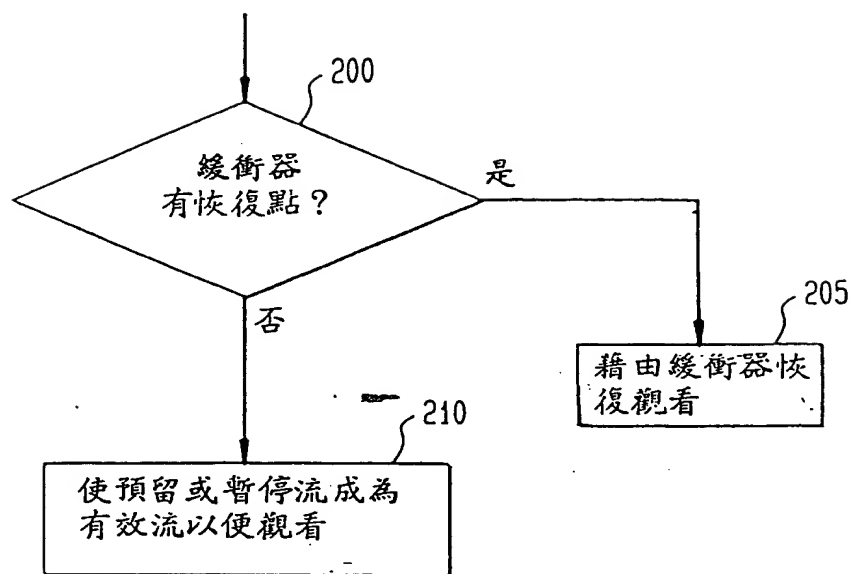 200
緩衝器
有恢復點？
是
否
205
藉由緩衝器恢
復觀看
210
使預留或暫停流成為
有效流以便觀看